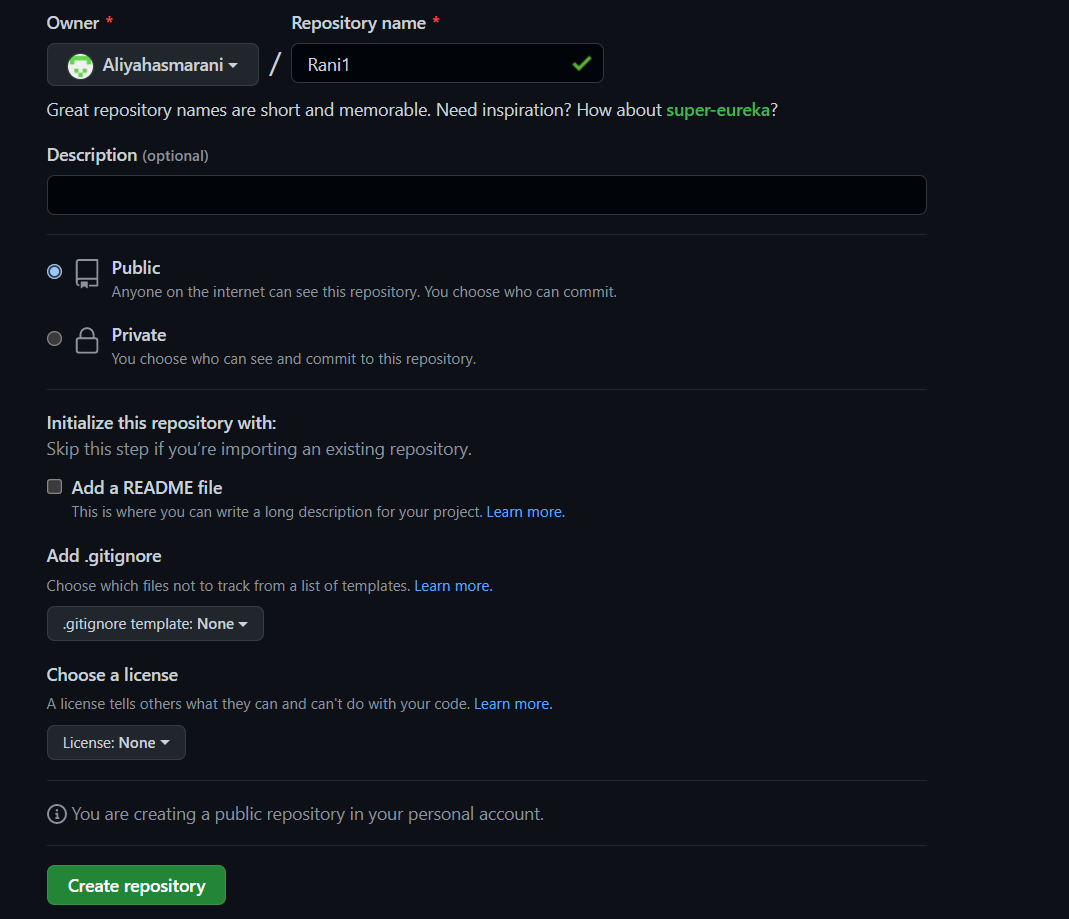 Owner * Repository name *
Aliyahasmarani / Rani1
Great repository names are short and memorable. Need inspiration? How about super-eureka?
Description (optional)
Public
Anyone on the internet can see this repository. You choose who can commit.
Private
You choose who can see and commit to this repository.
Initialize this repository with:
Skip this step if you’re importing an existing repository.
Add a README file
This is where you can write a long description for your project. Learn more.
Add .gitignore
Choose which files not to track from a list of templates. Learn more.
.gitignore template: None
Choose a license
A license tells others what they can and can't do with your code. Learn more.
License: None
You are creating a public repository in your personal account.
Create repository